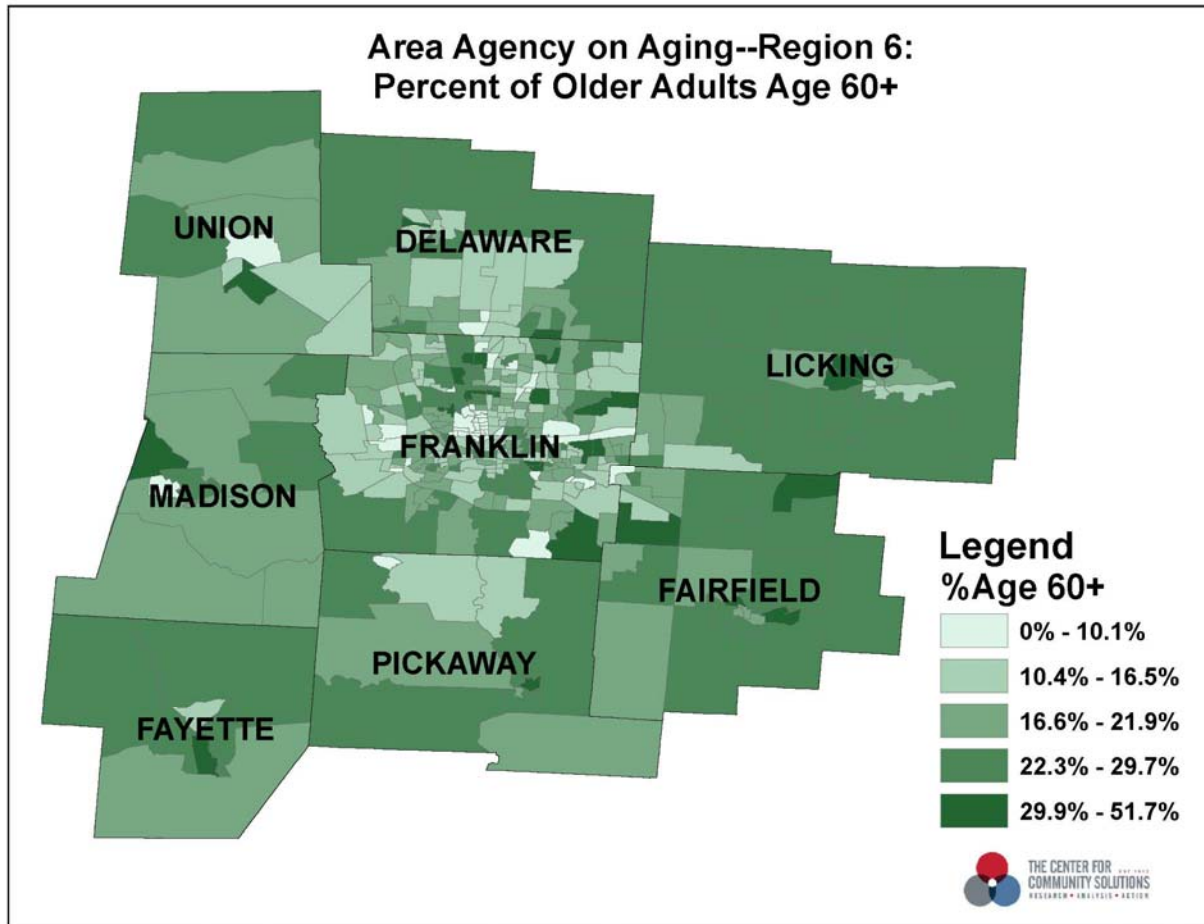 Area Agency on Aging--Region 6:
Percent of Older Adults Age 60+
UNION
DELAWARE
LICKING
FRANKLIN
MADISON
FAIRFIELD
PICKAWAY
FAYETTE
Legend
%Age 60+
0% - 10.1%
10.4% - 16.5%
16.6% - 21.9%
22.3% - 29.7%
29.9% - 51.7%
THE CENTER FOR
COMMUNITY SOLUTIONS
RESEARCH • ANALYSIS • ACTION